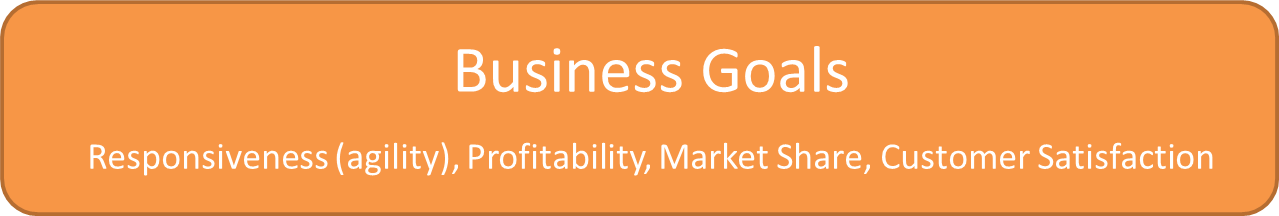 Business Goals
Responsiveness (agility), Profitability, Market Share, Customer Satisfaction